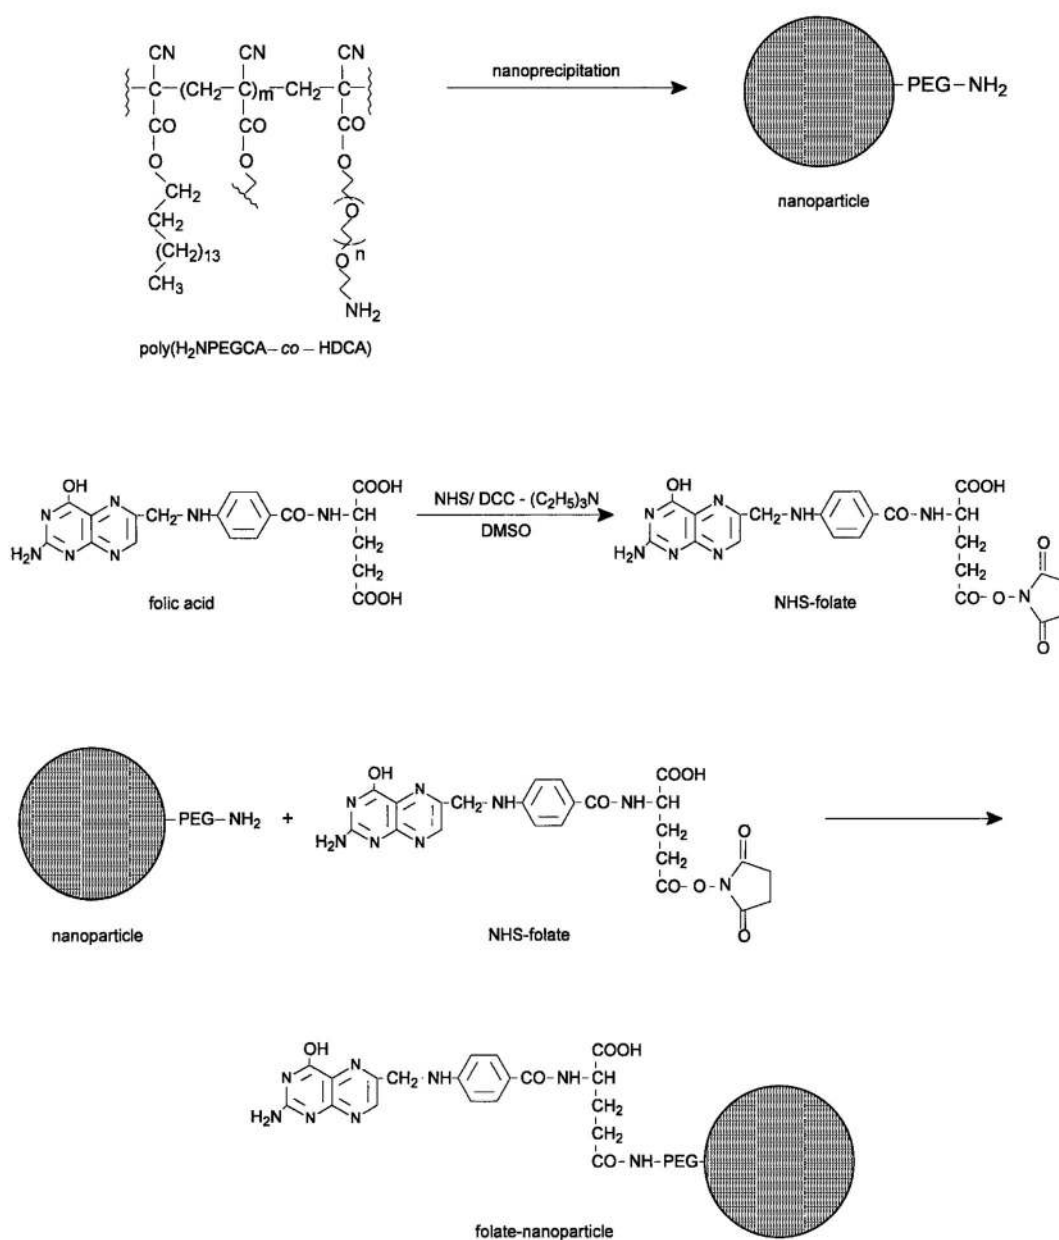 CN CN CN
C (CH2 C )m CH2 C
CO CO CO
O O O
CH2
CH2
(CH2)13
CH3
O
n
O
NH2
poly(H2NPEGCA-co-HDCA)
nanoprecipitation
PEG-NH2
nanoparticle
OH
N N
N N
H2N
CH2-NH CO-NH CH
COOH
CH2
CH2
COOH
folic acid
NHS/ DCC - (C2H5)3N
DMSO
OH
N N
N N
H2N
CH2-NH CO-NH CH
COOH
CH2
CH2
CO-O-N
O
O
NHS-folate
PEG-NH2
nanoparticle
+
OH
N N
N N
H2N
CH2-NH CO-NH CH
COOH
CH2
CH2
CO-O-N
O
O
NHS-folate
OH
N N
N N
H2N
CH2-NH CO-NH CH
COOH
CH2
CH2
CO-NH-PEG
folate-nanoparticle